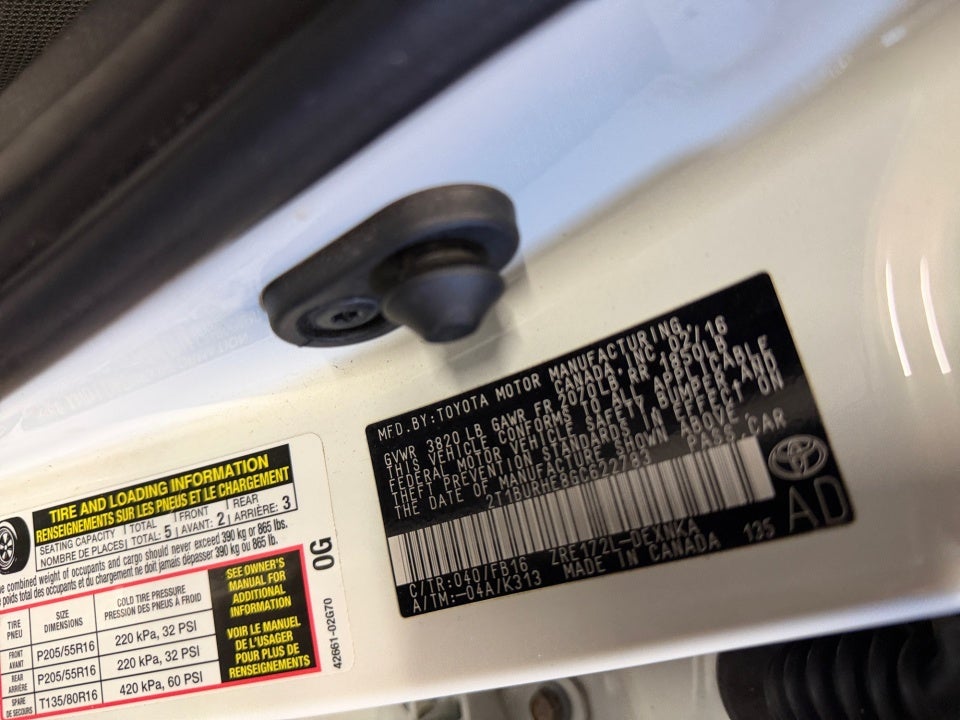 MFD.BY:TOYOTA MOTOR MANUFACTURING
CANADA, INC 02/16
GVWR 3820 LB GAWR FR 2070LB RR 1850LB
THIS VEHICLE CONFORMS TO ALL APPLICABLE
FEDERAL MOTOR VEHICLE SAFETY BUMPER AND
THEFT PREVENTION STANDARDS IN EFFECT ON
THE DATE OF MANUFACTURE SHOWN ABOVE.
2T1BURHE8GC622783 PASS CAR
C/TR:040/FB16 ZRE172L-DEXNKA 135 AD
A/TM:-04A/K313 MADE IN CANADA
TIRE AND LOADING INFORMATION
RENSEIGNEMENTS SUR LES PNEUS ET LE CHARGEMENT
SEATING CAPACITY TOTAL 5 FRONT 2 REAR 3
NOMBRE DE PLACES TOTAL: AVANT: ARRIÈRE:
combined weight of occupants and cargo should never exceed 390 kg or 865 lbs.
poids total des occupants et du chargement ne doit jamais dépasser 390 kg ou 865 lb.
TIRE PNEU SIZE DIMENSIONS COLD TIRE PRESSURE PRESSION DES PNEUS À FROID
FRONT AVANT P205/55R16 220 kPa, 32 PSI
REAR ARRIÈRE P205/55R16 220 kPa, 32 PSI
SPARE DE SECOURS T135/80R16 420 kPa, 60 PSI
SEE OWNER'S
MANUAL FOR
ADDITIONAL
INFORMATION
VOIR LE MANUEL
DE L'USAGER
POUR PLUS DE
RENSEIGNEMENTS
0G
42661-02G70